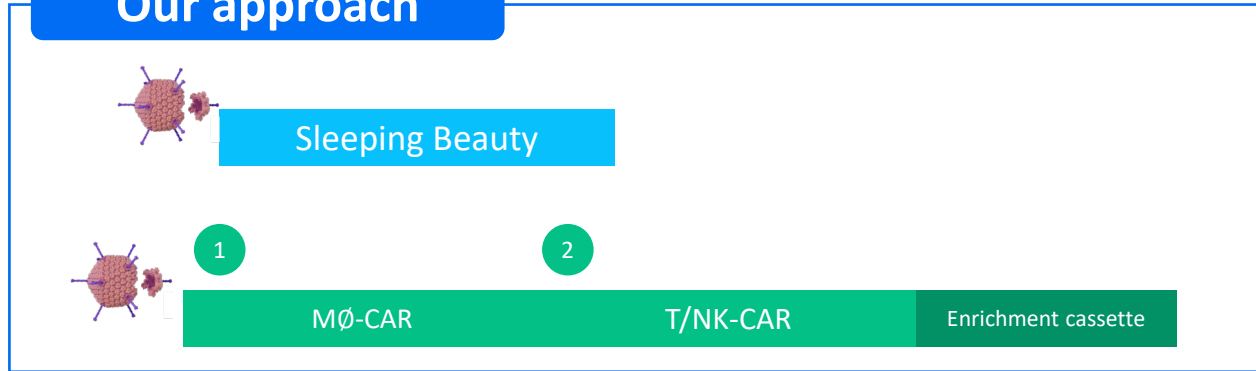 Our approach
Sleeping Beauty
1
2
MØ-CAR
T/NK-CAR
Enrichment cassette